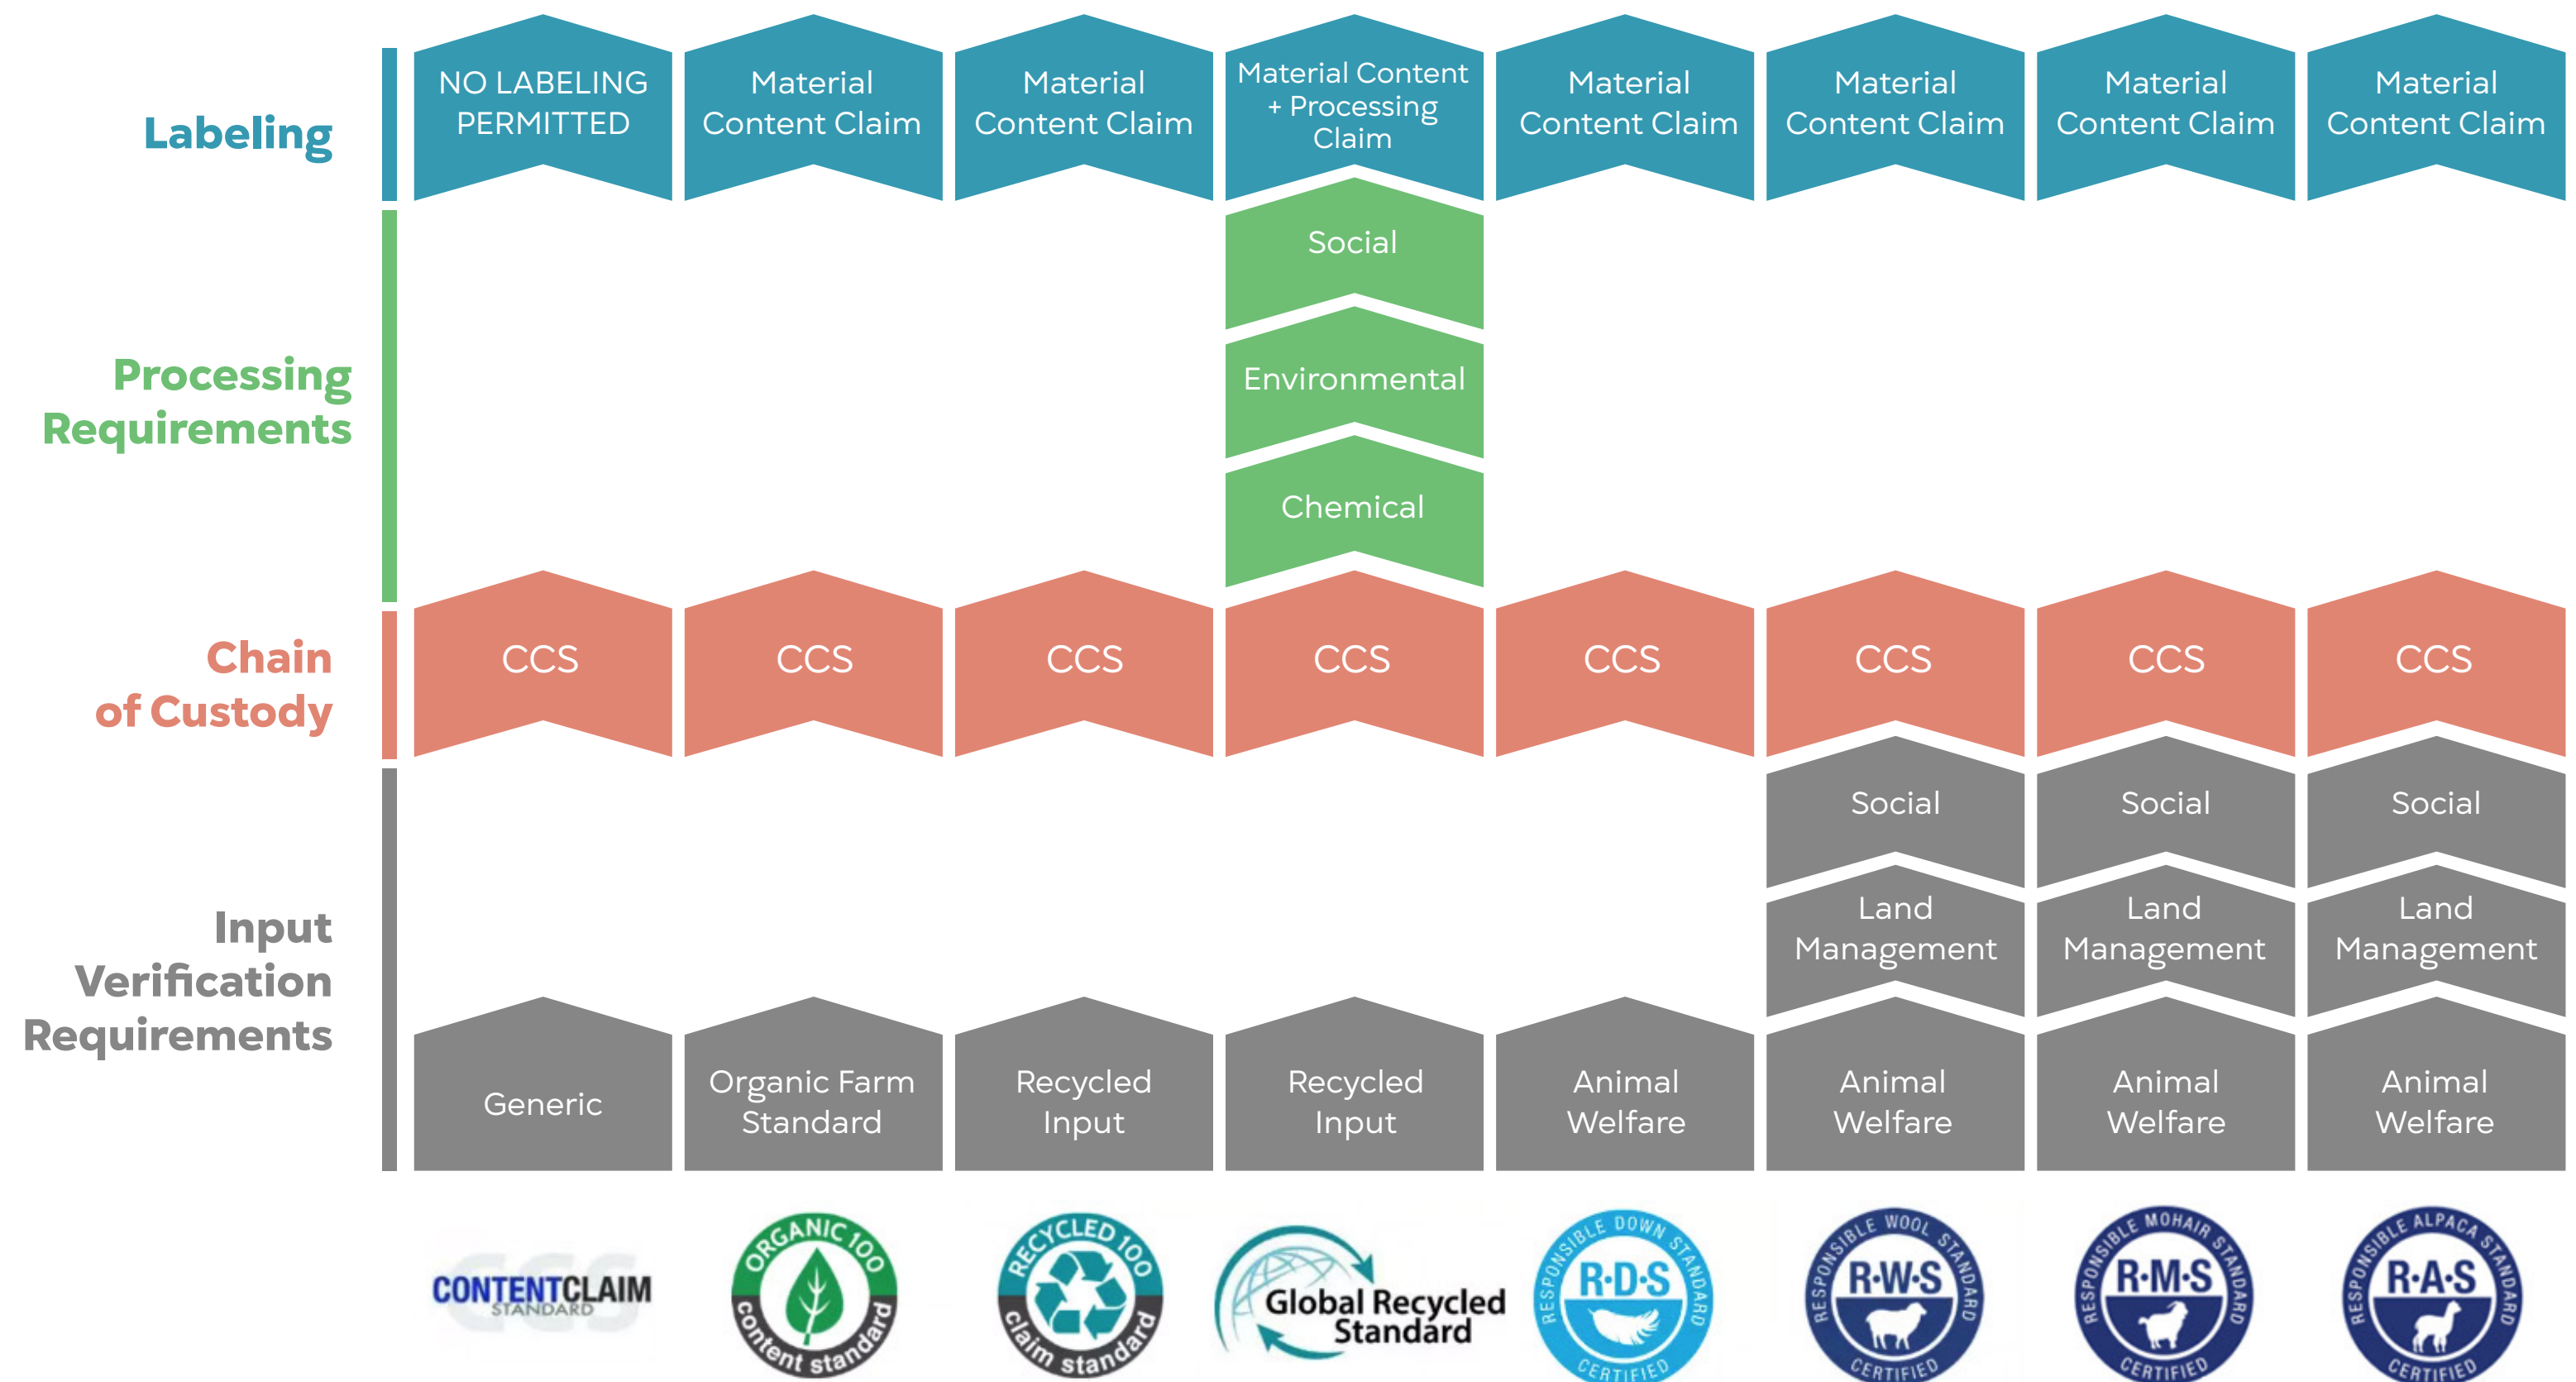 Labeling
NO LABELING
PERMITTED
Material
Content Claim
Material
Content Claim
Material Content
+ Processing
Claim
Material
Content Claim
Material
Content Claim
Material
Content Claim
Material
Content Claim
Processing
Requirements
Social
Environmental
Chemical
Chain
of Custody
CCS
CCS
CCS
CCS
CCS
CCS
CCS
CCS
Input
Verification
Requirements
Social
Social
Social
Land
Management
Land
Management
Land
Management
Generic
Organic Farm
Standard
Recycled
Input
Recycled
Input
Animal
Welfare
Animal
Welfare
Animal
Welfare
Animal
Welfare
CCS
CONTENTCLAIM
STANDARD
ORGANIC 100
content standard
RECYCLED 100
claim standard
Global Recycled
Standard
RESPONSIBLE DOWN STANDARD
R·D·S
CERTIFIED
RESPONSIBLE WOOL STANDARD
R·W·S
CERTIFIED
RESPONSIBLE MOHAIR STANDARD
R·M·S
CERTIFIED
RESPONSIBLE ALPACA STANDARD
R·A·S
CERTIFIED